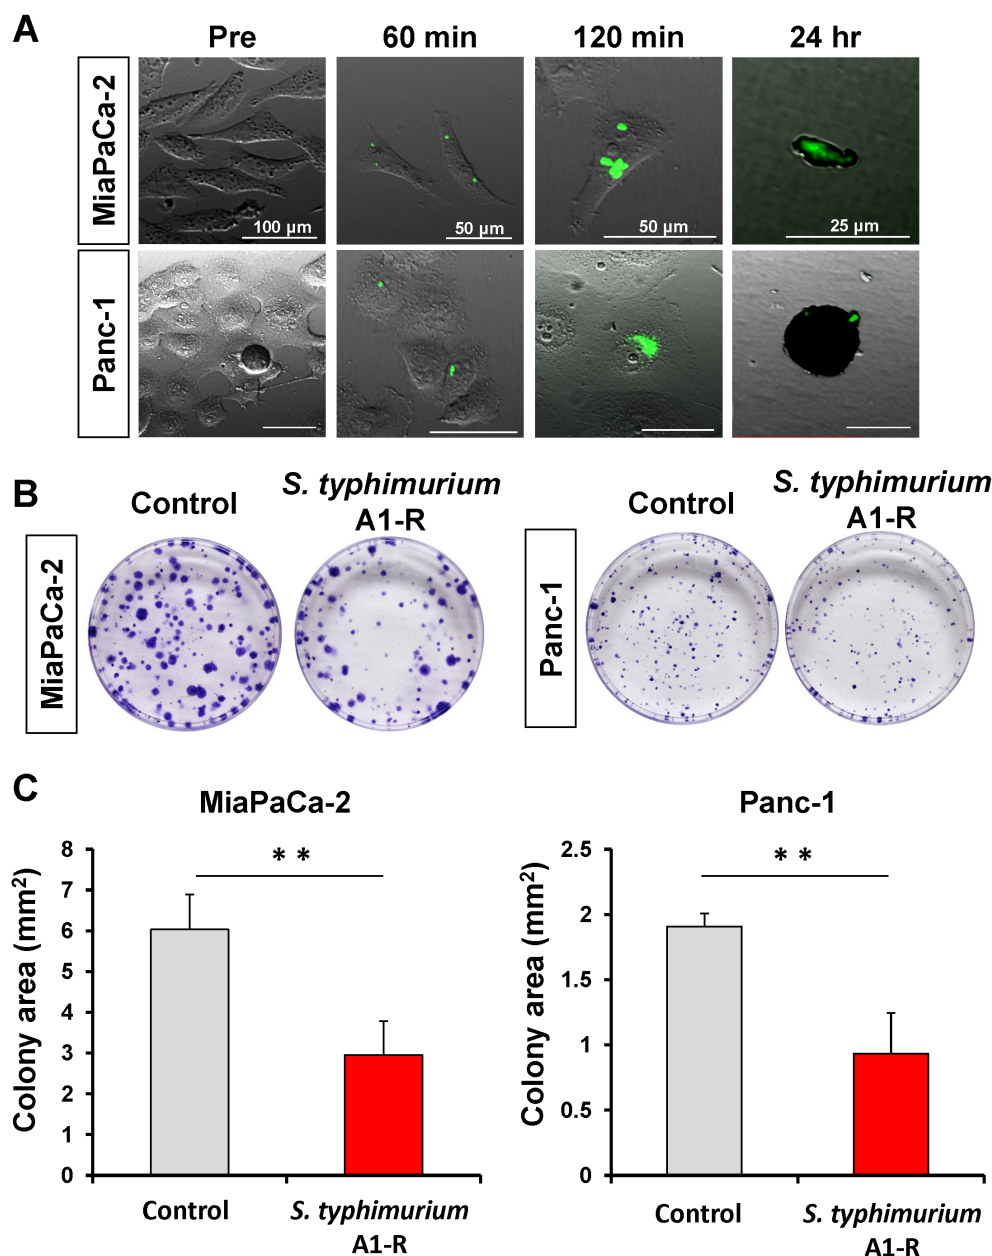 A
Pre
60 min
120 min
24 hr
MiaPaCa-2
100 μm
50 μm
50 μm
25 μm
Panc-1
B
Control
S. typhimurium
A1-R
Control
S. typhimurium
A1-R
MiaPaCa-2
Panc-1
C
MiaPaCa-2
Colony area (mm²)
8
7
6
5
4
3
2
1
0
* *
Control
S. typhimurium
A1-R
Panc-1
Colony area (mm²)
2.5
2
1.5
1
0.5
0
* *
Control
S. typhimurium
A1-R